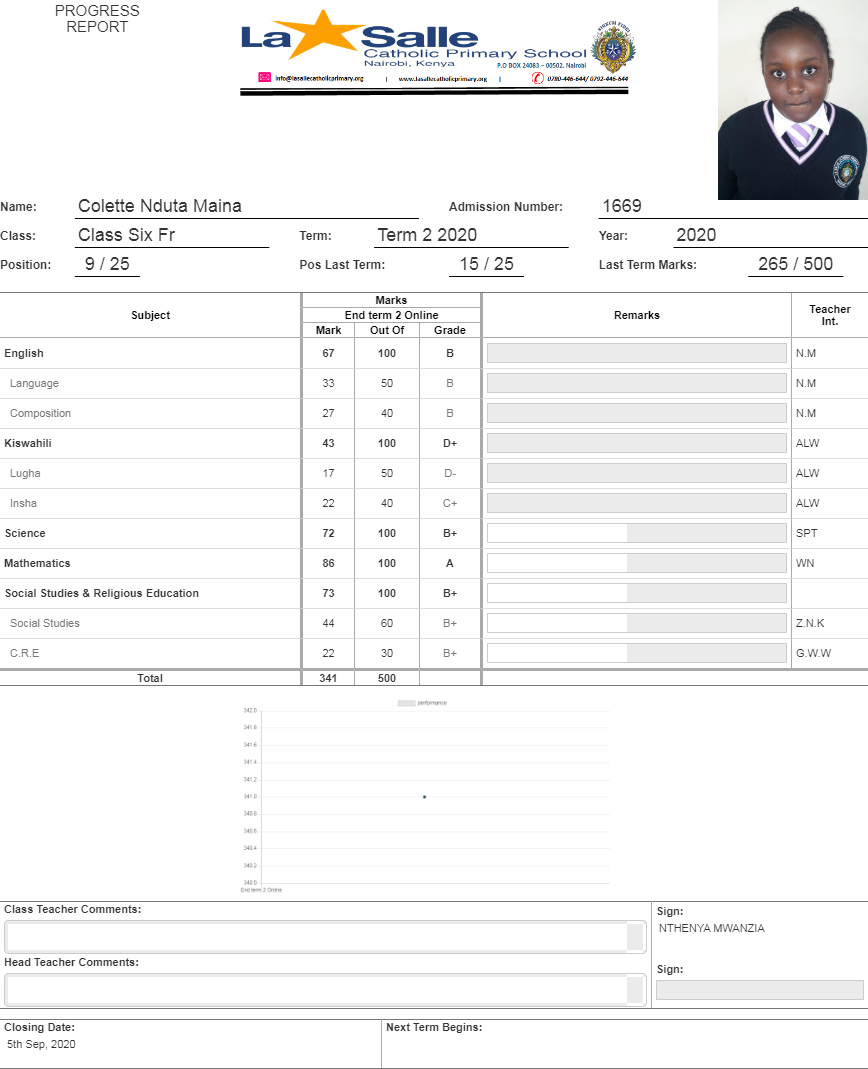 PROGRESS
REPORT
La Salle
Catholic Primary School
Nairobi, Kenya
P.O BOX 24083 – 00502, Nairobi
info@lasallecatholicprimary.org | www.lasallecatholicprimary.org | 0780-446-644/ 0792-446-644
Name: Colette Nduta Maina Admission Number: 1669
Class: Class Six Fr Term: Term 2 2020 Year: 2020
Position: 9 / 25 Pos Last Term: 15 / 25 Last Term Marks: 265 / 500
Subject Marks Remarks Teacher Int.
End term 2 Online
Mark Out Of Grade
English 67 100 B N.M
Language 33 50 B N.M
Composition 27 40 B N.M
Kiswahili 43 100 D+ ALW
Lugha 17 50 D- ALW
Insha 22 40 C+ ALW
Science 72 100 B+ SPT
Mathematics 86 100 A WN
Social Studies & Religious Education 73 100 B+
Social Studies 44 60 B+ Z.N.K
C.R.E 22 30 B+ G.W.W
Total 341 500
performance
342.0
341.8
341.6
341.4
341.2
341.0
340.8
340.6
340.4
340.2
340.0
End term 2 Online
Class Teacher Comments: Sign:
NTHENYA MWANZIA
Head Teacher Comments: Sign:
Closing Date: Next Term Begins:
5th Sep, 2020